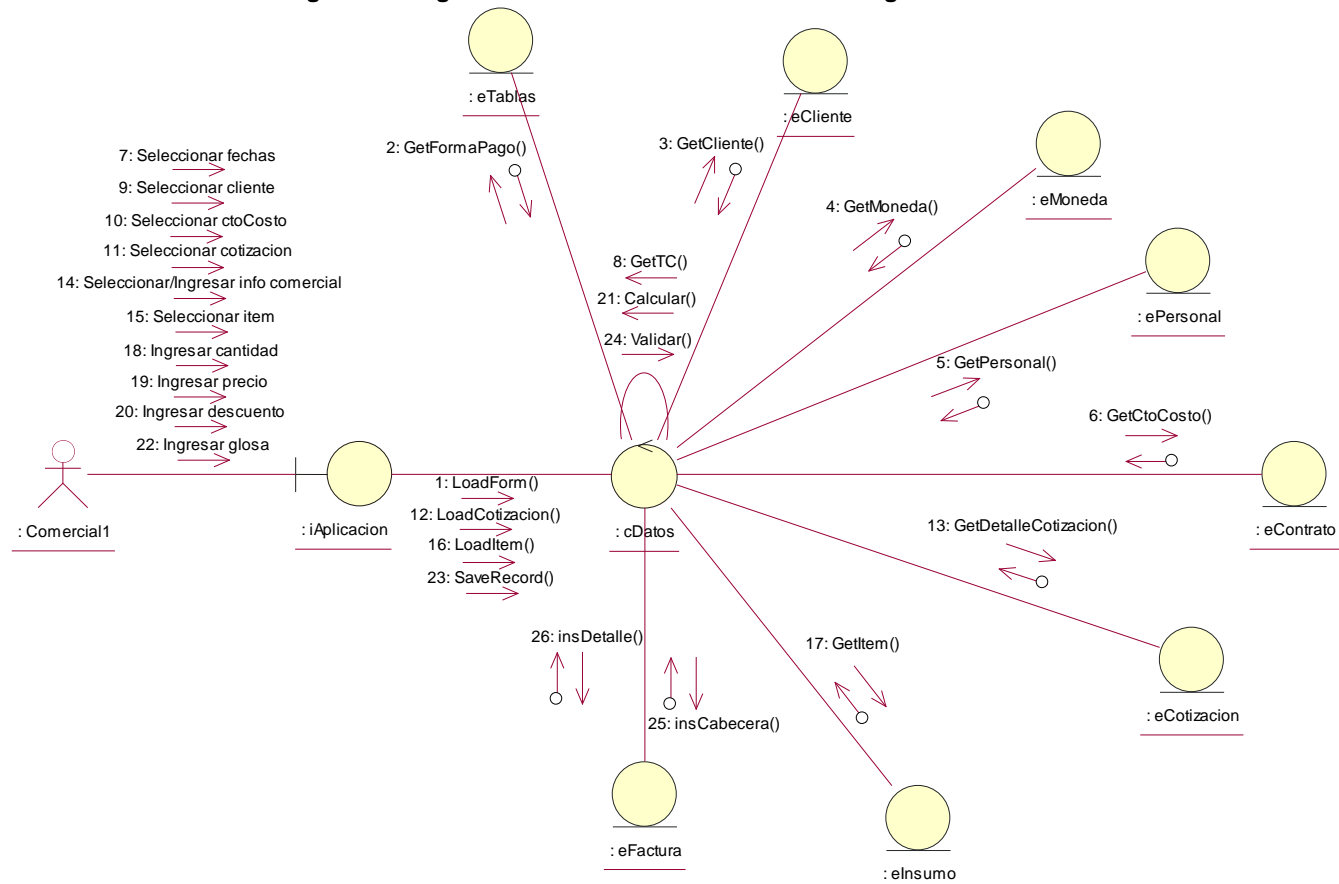 : eTablas
: eCliente
: eMoneda
: ePersonal
: eContrato
: eCotizacion
: eInsumo
: eFactura
: cDatos
: iAplicacion
: Comercial1
7: Seleccionar fechas
9: Seleccionar cliente
10: Seleccionar ctoCosto
11: Seleccionar cotizacion
14: Seleccionar/Ingresar info comercial
15: Seleccionar item
18: Ingresar cantidad
19: Ingresar precio
20: Ingresar descuento
22: Ingresar glosa
2: GetFormaPago()
3: GetCliente()
4: GetMoneda()
8: GetTC()
21: Calcular()
24: Validar()
5: GetPersonal()
6: GetCtoCosto()
1: LoadForm()
12: LoadCotizacion()
16: LoadItem()
23: SaveRecord()
13: GetDetalleCotizacion()
26: insDetalle()
25: insCabecera()
17: GetItem()